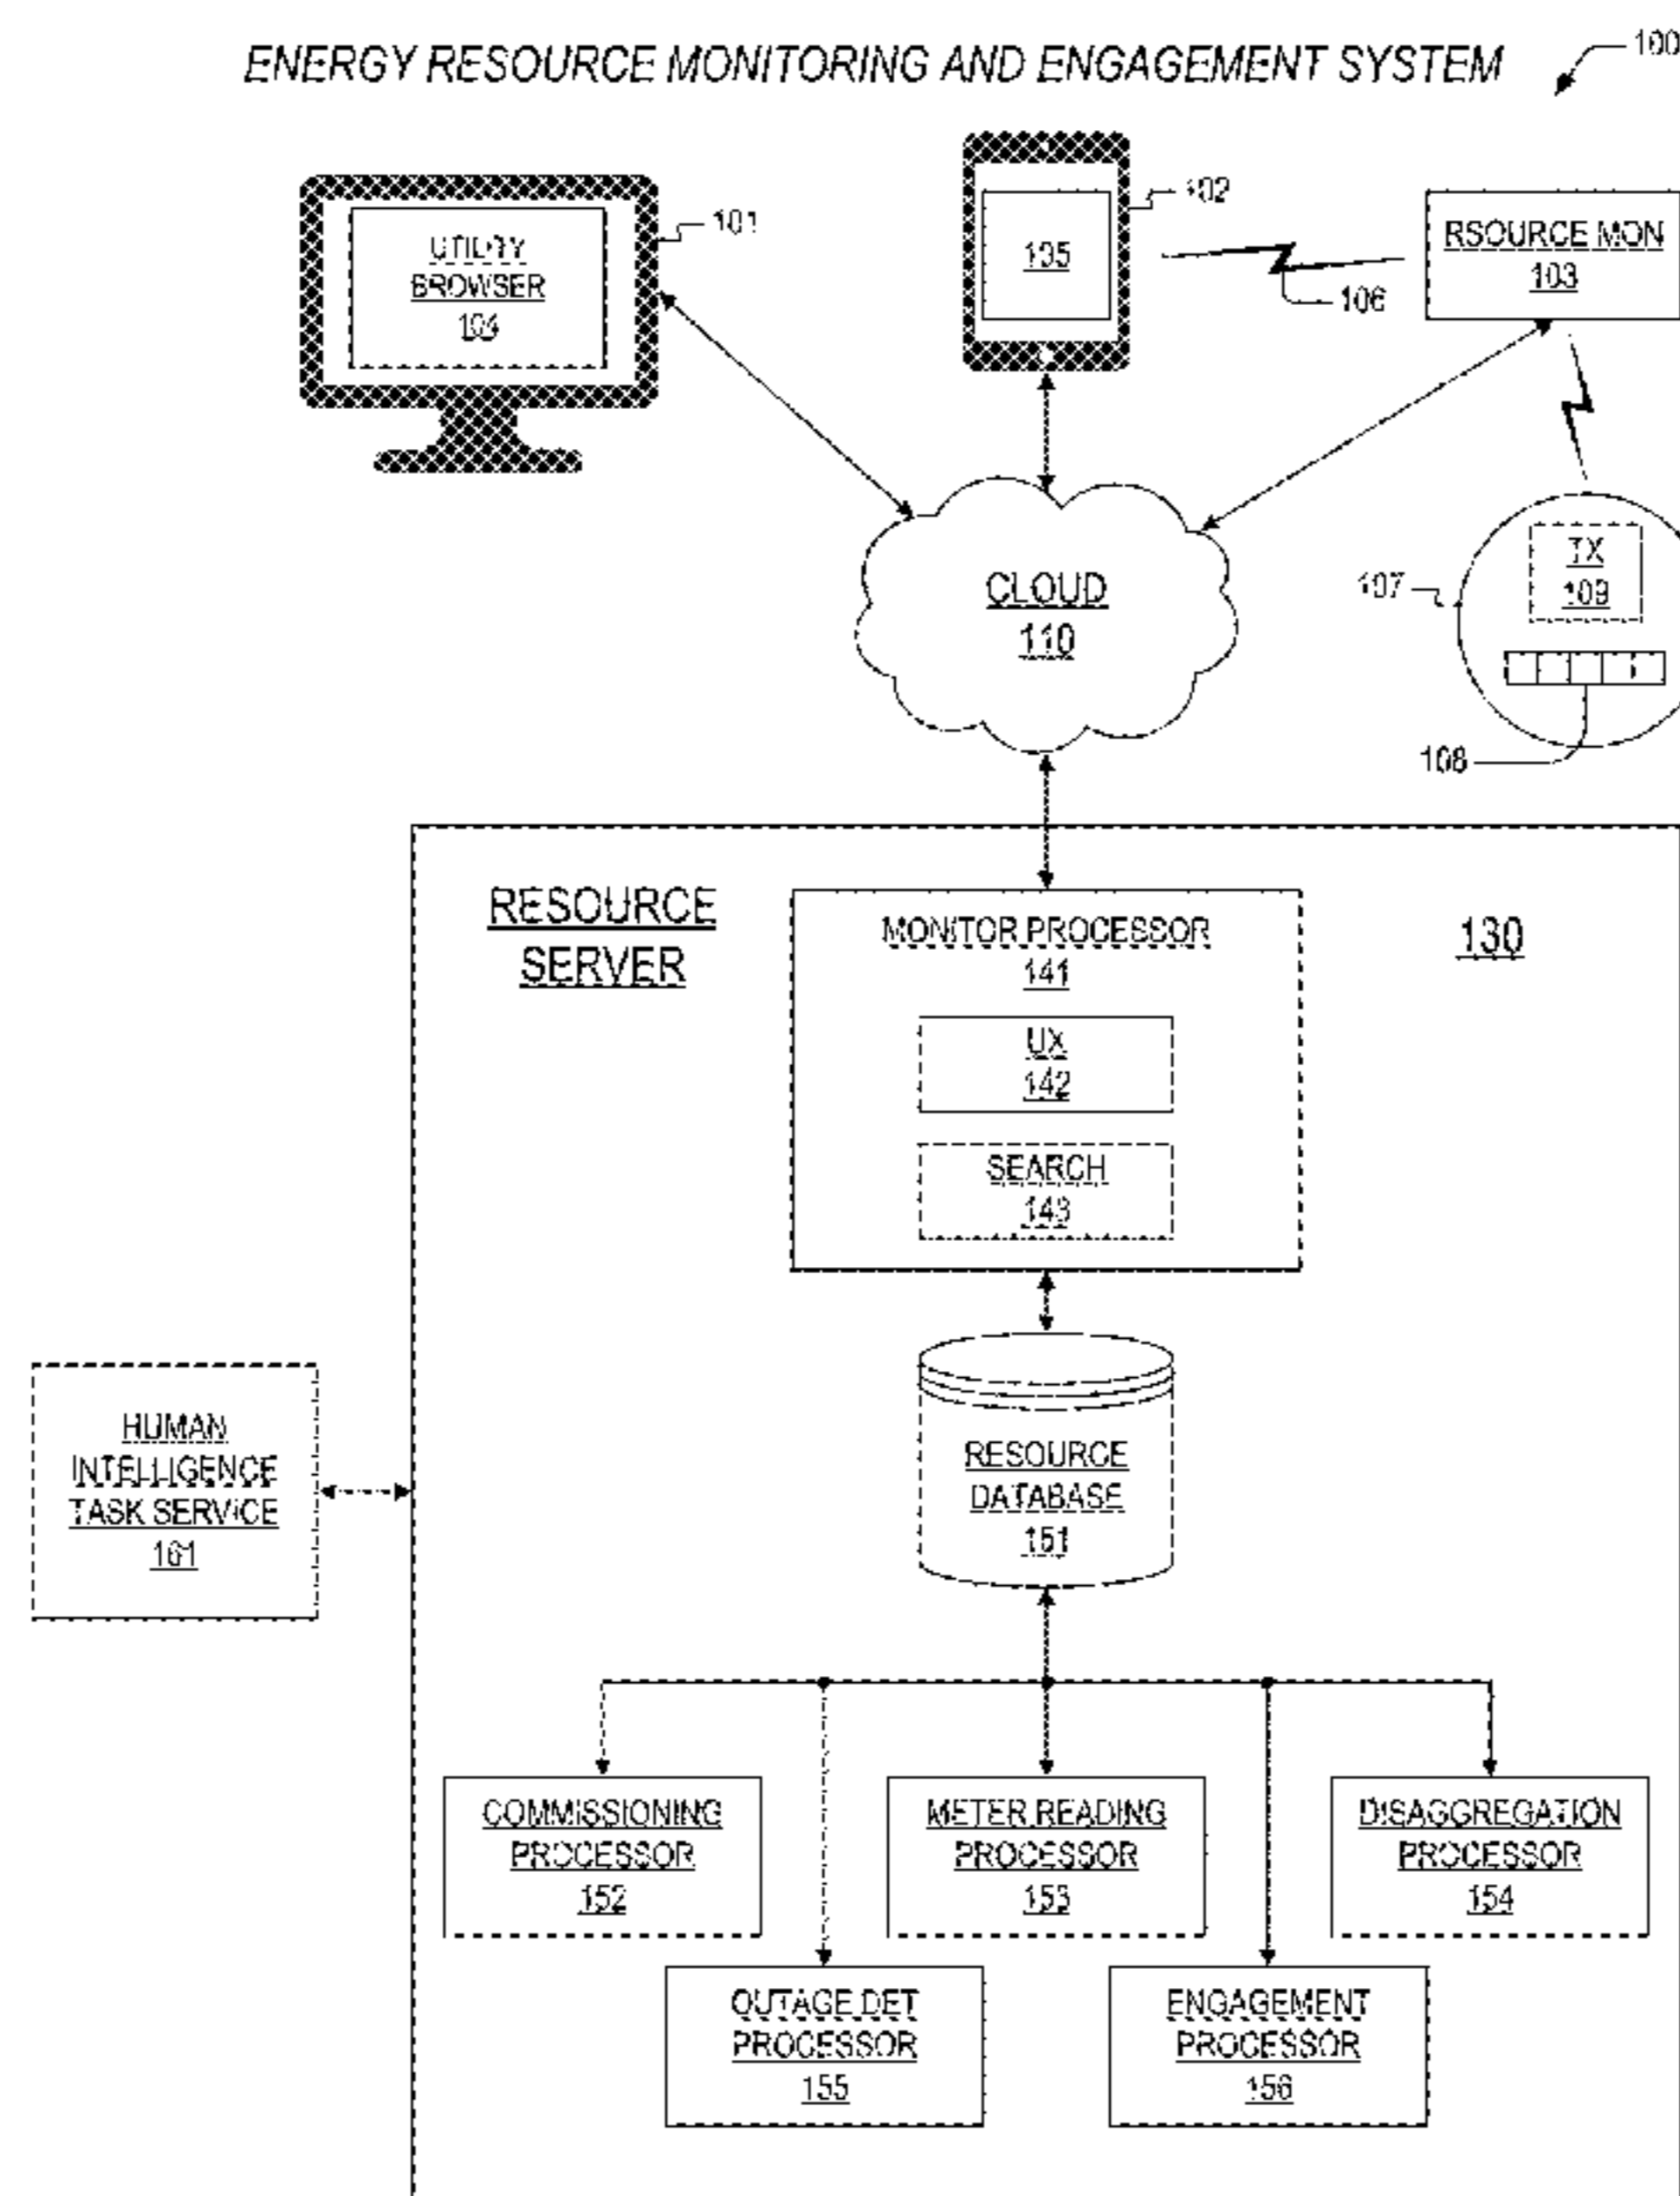 ENERGY RESOURCE MONITORING AND ENGAGEMENT SYSTEM
100
UTILITY
BROWSER
104
101
105
102
106
RSOURCE MON
103
CLOUD
110
107
TX
109
108
RESOURCE
SERVER
130
MONITOR PROCESSOR
141
UX
142
SEARCH
143
HUMAN
INTELLIGENCE
TASK SERVICE
161
RESOURCE
DATABASE
151
COMMISSIONING
PROCESSOR
152
METER READING
PROCESSOR
153
DISAGGREGATION
PROCESSOR
154
OUTAGE DET
PROCESSOR
155
ENGAGEMENT
PROCESSOR
156